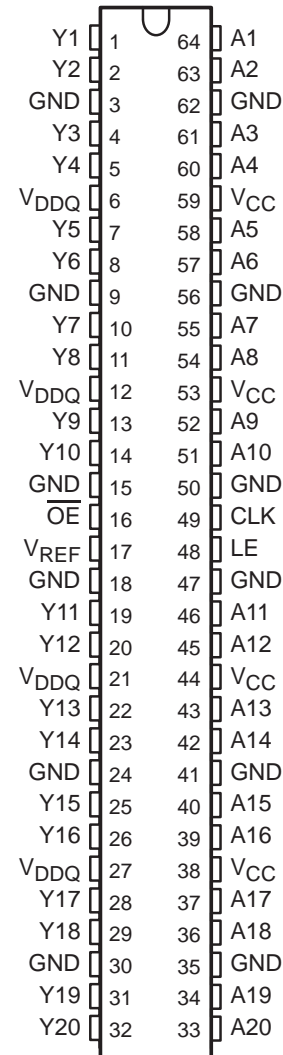 Y1 1 64 A1
Y2 2 63 A2
GND 3 62 GND
Y3 4 61 A3
Y4 5 60 A4
VDDQ 6 59 VCC
Y5 7 58 A5
Y6 8 57 A6
GND 9 56 GND
Y7 10 55 A7
Y8 11 54 A8
VDDQ 12 53 VCC
Y9 13 52 A9
Y10 14 51 A10
GND 15 50 GND
OE 16 49 CLK
VREF 17 48 LE
GND 18 47 GND
Y11 19 46 A11
Y12 20 45 A12
VDDQ 21 44 VCC
Y13 22 43 A13
Y14 23 42 A14
GND 24 41 GND
Y15 25 40 A15
Y16 26 39 A16
VDDQ 27 38 VCC
Y17 28 37 A17
Y18 29 36 A18
GND 30 35 GND
Y19 31 34 A19
Y20 32 33 A20